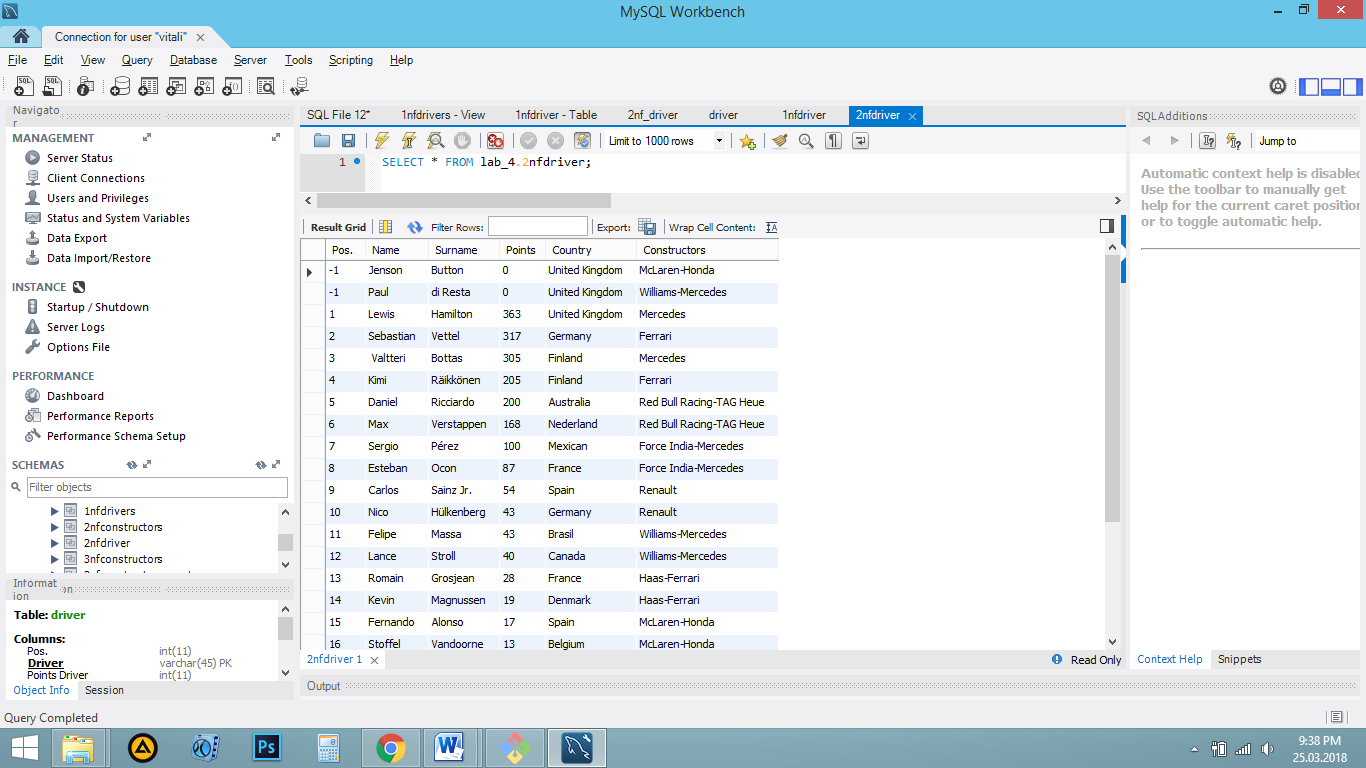 MySQL Workbench
Connection for user "vitali"
File Edit View Query Database Server Tools Scripting Help
Navigator
MANAGEMENT
Server Status
Client Connections
Users and Privileges
Status and System Variables
Data Export
Data Import/Restore
INSTANCE
Startup / Shutdown
Server Logs
Options File
PERFORMANCE
Dashboard
Performance Reports
Performance Schema Setup
SCHEMAS
Filter objects
1nfdrivers
2nfconstructors
2nfdriver
3nfconstructors
Information
Table: driver
Columns:
Pos. int(11)
Driver varchar(45) PK
Points Driver int(11)
Object Info Session
SQL File 12* 1nfdrivers - View 1nfdriver - Table 2nf_driver driver 1nfdriver 2nfdriver
Limit to 1000 rows
1 SELECT * FROM lab_4.2nfdriver;
Result Grid Filter Rows: Export: Wrap Cell Content:
Pos. Name Surname Points Country Constructors
-1 Jenson Button 0 United Kingdom McLaren-Honda
-1 Paul di Resta 0 United Kingdom Williams-Mercedes
1 Lewis Hamilton 363 United Kingdom Mercedes
2 Sebastian Vettel 317 Germany Ferrari
3 Valtteri Bottas 305 Finland Mercedes
4 Kimi Räikkönen 205 Finland Ferrari
5 Daniel Ricciardo 200 Australia Red Bull Racing-TAG Heue
6 Max Verstappen 168 Nederland Red Bull Racing-TAG Heue
7 Sergio Pérez 100 Mexican Force India-Mercedes
8 Esteban Ocon 87 France Force India-Mercedes
9 Carlos Sainz Jr. 54 Spain Renault
10 Nico Hülkenberg 43 Germany Renault
11 Felipe Massa 43 Brasil Williams-Mercedes
12 Lance Stroll 40 Canada Williams-Mercedes
13 Romain Grosjean 28 France Haas-Ferrari
14 Kevin Magnussen 19 Denmark Haas-Ferrari
15 Fernando Alonso 17 Spain McLaren-Honda
16 Stoffel Vandoorne 13 Belgium McLaren-Honda
2nfdriver 1
Read Only
Output
SQLAdditions
Jump to
Automatic context help is disabled
Use the toolbar to manually get
help for the current caret position
or to toggle automatic help.
Context Help Snippets
Query Completed
Ps
9:38 PM
25.03.2018